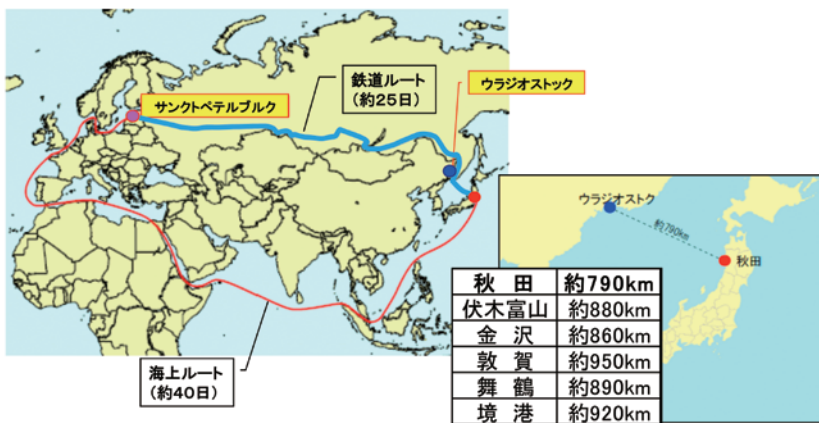 鉄道ルート
（約25日）
ウラジオストック
サンクトペテルブルク
海上ルート
（約40日）
ウラジオストク
約790km
秋田
秋 田 約790km
伏木富山 約880km
金 沢 約860km
敦 賀 約950km
舞 鶴 約890km
境 港 約920km